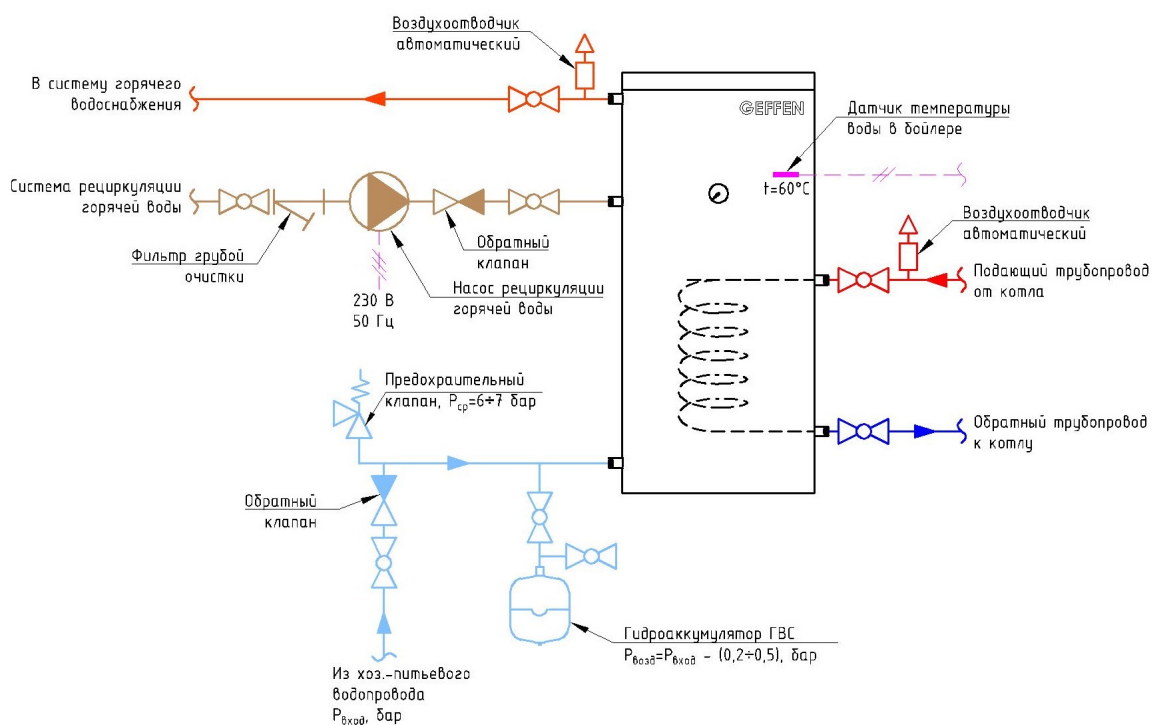 Воздухоотводчик
автоматический
В систему горячего
водоснабжения
GEFFEN
Датчик температуры
воды в бойлере
t=60°C
Система рециркуляции
горячей воды
Воздухоотводчик
автоматический
Фильтр грубой
очистки
Обратный
клапан
Подающий трубопровод
от котла
230 В
50 Гц
Насос рециркуляции
горячей воды
Предохраительный
клапан, Pср=6÷7 бар
Обратный трубопровод
к котлу
Обратный
клапан
Гидроаккумулятор ГВС
Pвозд=Pвход - (0,2÷0,5), бар
Из хоз.-питьевого
водопровода
Pвход, бар